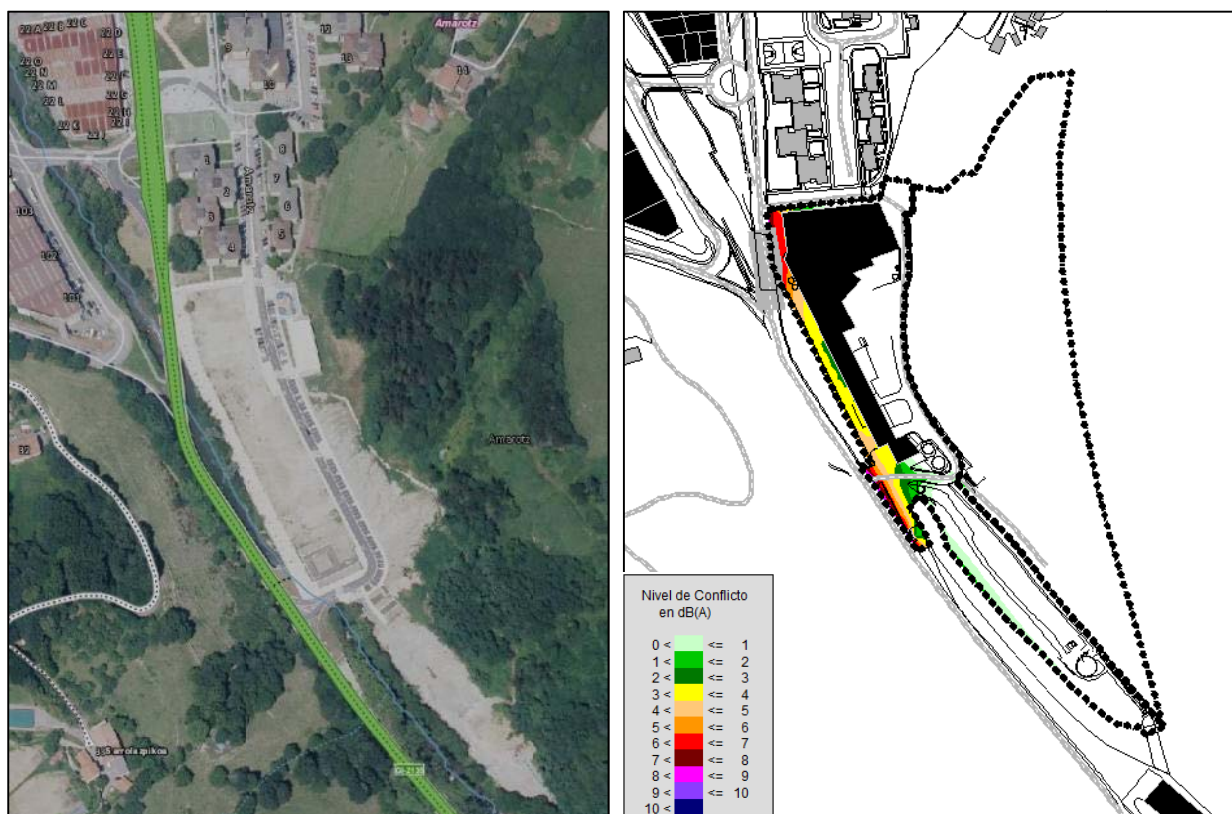 22 A
22 B
22 C
22 D
22 E
22 F
22 G
22 H
22 I
22 J
22 K
22 L
22 M
22 N
22 O
9
10
12
13
14
Amarotz
1
2
3
4
5
6
7
8
Amarotz
103
102
101
32
Amarotz
GI-2133
Nivel de Conflicto
en dB(A)
0 < <= 1
1 < <= 2
2 < <= 3
3 < <= 4
4 < <= 5
5 < <= 6
6 < <= 7
7 < <= 8
8 < <= 9
9 < <= 10
10 <